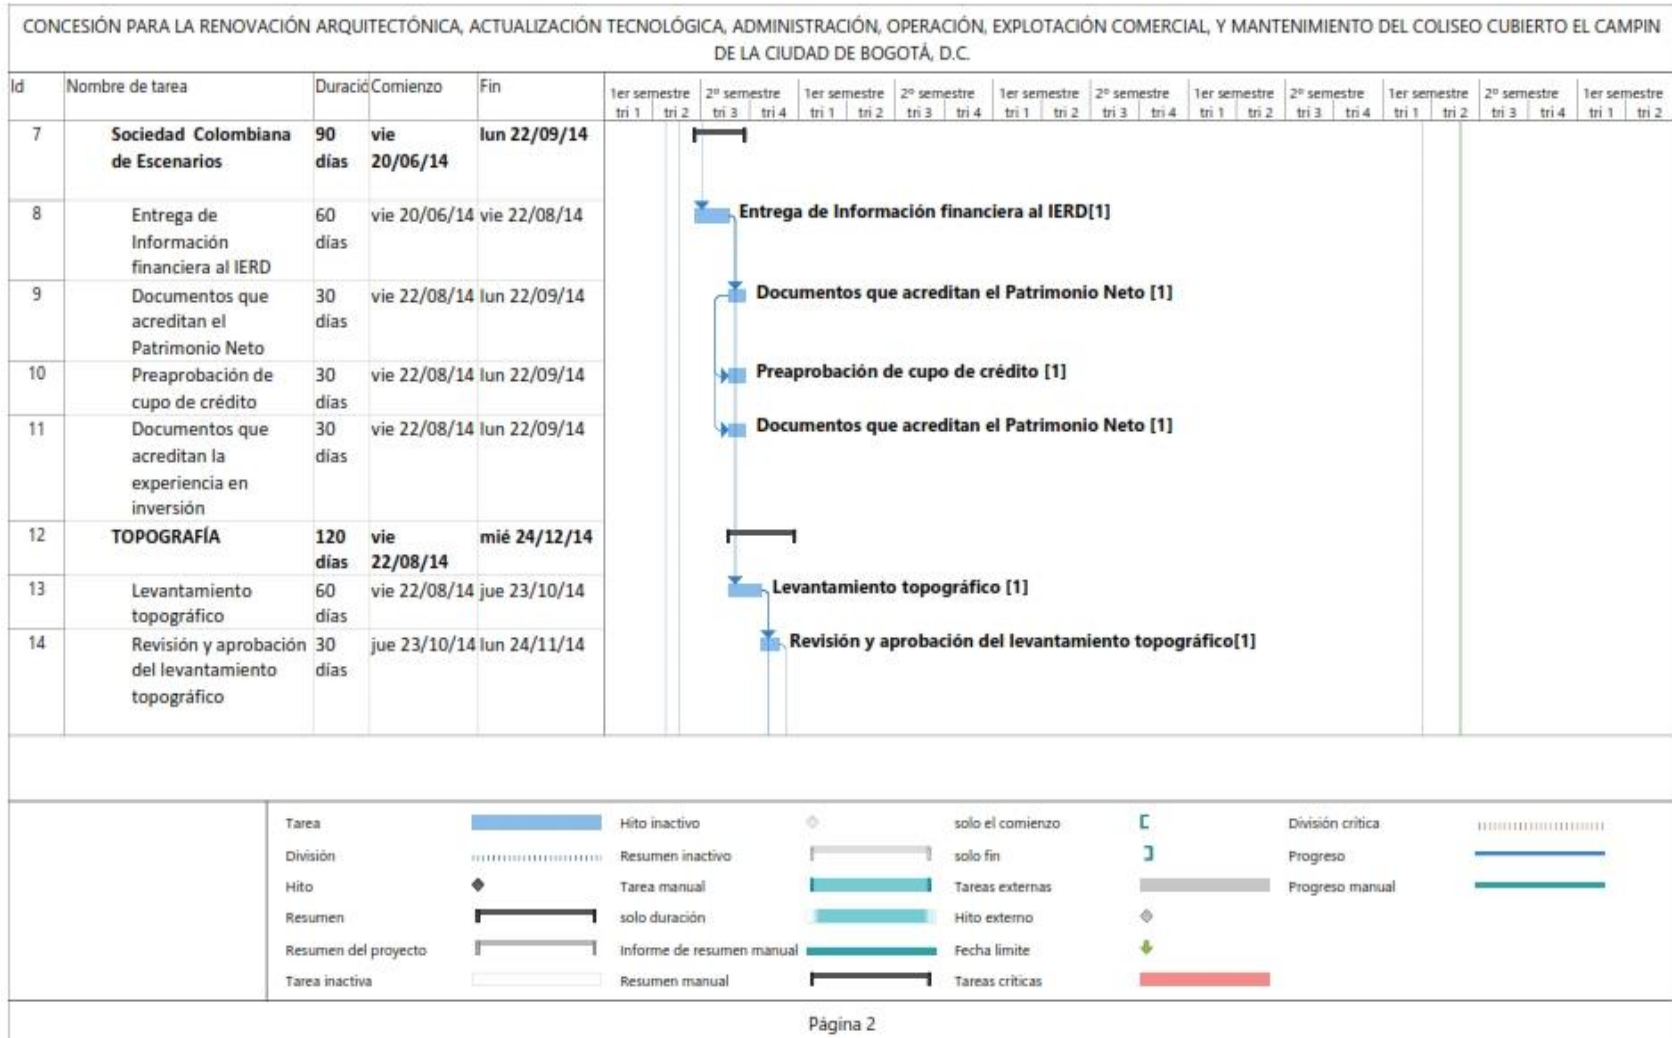 CONCESIÓN PARA LA RENOVACIÓN ARQUITECTÓNICA, ACTUALIZACIÓN TECNOLÓGICA, ADMINISTRACIÓN, OPERACIÓN, EXPLOTACIÓN COMERCIAL, Y MANTENIMIENTO DEL COLISEO CUBIERTO EL CAMPIN
DE LA CIUDAD DE BOGOTÁ, D.C.
Id Nombre de tarea Duració Comienzo Fin
1er semestre 2º semestre 1er semestre 2º semestre 1er semestre 2º semestre 1er semestre 2º semestre 1er semestre 2º semestre 1er semestre
tri 1 tri 2 tri 3 tri 4 tri 1 tri 2 tri 3 tri 4 tri 1 tri 2 tri 3 tri 4 tri 1 tri 2 tri 3 tri 4 tri 1 tri 2 tri 3 tri 4 tri 1 tri 2
7 Sociedad Colombiana 90 vie lun 22/09/14
de Escenarios días 20/06/14
8 Entrega de 60 vie 20/06/14 vie 22/08/14 Entrega de Información financiera al IERD[1]
Información días
financiera al IERD
9 Documentos que 30 vie 22/08/14 lun 22/09/14 Documentos que acreditan el Patrimonio Neto [1]
acreditan el días
Patrimonio Neto
10 Preaprobación de 30 vie 22/08/14 lun 22/09/14 Preaprobación de cupo de crédito [1]
cupo de crédito días
11 Documentos que 30 vie 22/08/14 lun 22/09/14 Documentos que acreditan el Patrimonio Neto [1]
acreditan la días
experiencia en
inversión
12 TOPOGRAFÍA 120 vie mié 24/12/14
días 22/08/14
13 Levantamiento 60 vie 22/08/14 jue 23/10/14 Levantamiento topográfico [1]
topográfico días
14 Revisión y aprobación 30 jue 23/10/14 lun 24/11/14 Revisión y aprobación del levantamiento topográfico[1]
del levantamiento días
topográfico
Tarea Hito inactivo solo el comienzo División crítica
División Resumen inactivo solo fin Progreso
Hito Tarea manual Tareas externas Progreso manual
Resumen solo duración Hito externo
Resumen del proyecto Informe de resumen manual Fecha límite
Tarea inactiva Resumen manual Tareas críticas
Página 2